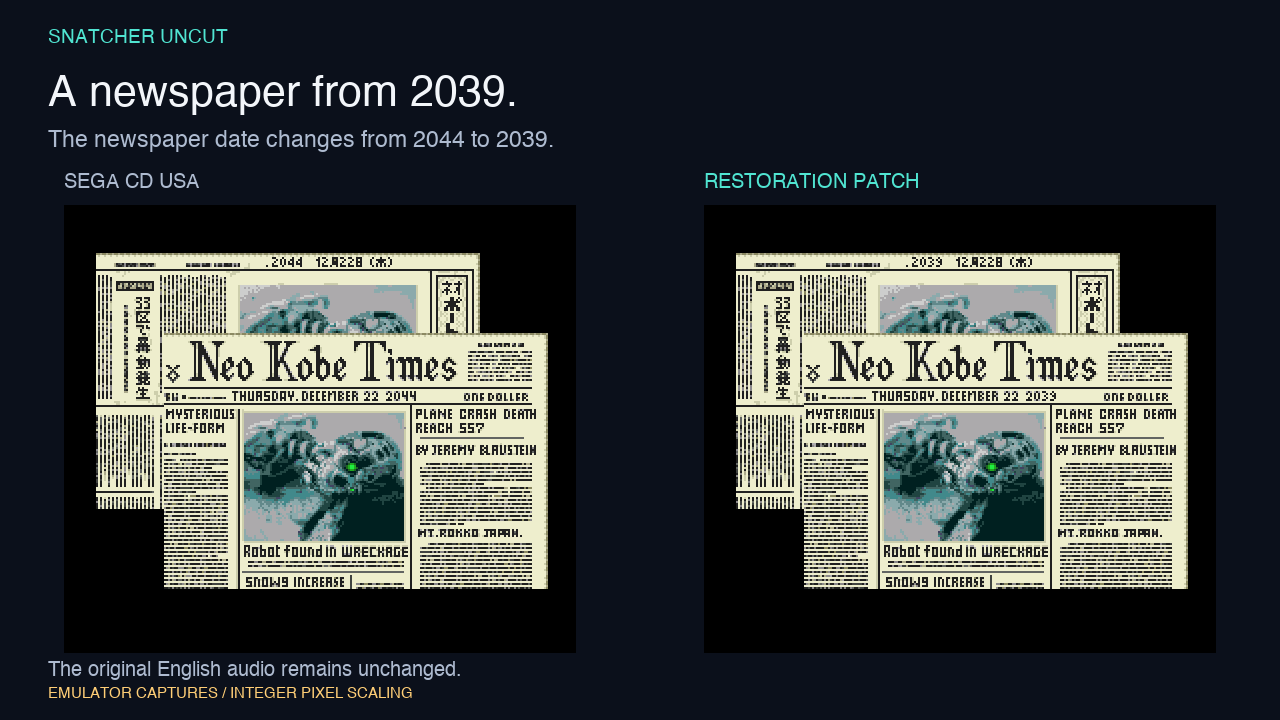 SNATCHER UNCUT
A newspaper from 2039.
The newspaper date changes from 2044 to 2039.
SEGA CD USA
.2044 12月22日 (木)
Neo Kobe Times
THURSDAY. DECEMBER 22 2044
ONE DOLLER
MYSTERIOUS
LIFE-FORM
PLANE CRASH DEATH
REACH 557
BY JEREMY BLAUSTEIN
MT.ROKKO JAPAN.
Robot found in WRECKAGE
SNOW9 INCREASE
RESTORATION PATCH
.2039 12月22日 (木)
Neo Kobe Times
THURSDAY. DECEMBER 22 2039
ONE DOLLER
MYSTERIOUS
LIFE-FORM
PLANE CRASH DEATH
REACH 557
BY JEREMY BLAUSTEIN
MT.ROKKO JAPAN.
Robot found in WRECKAGE
SNOW9 INCREASE
The original English audio remains unchanged.
EMULATOR CAPTURES / INTEGER PIXEL SCALING